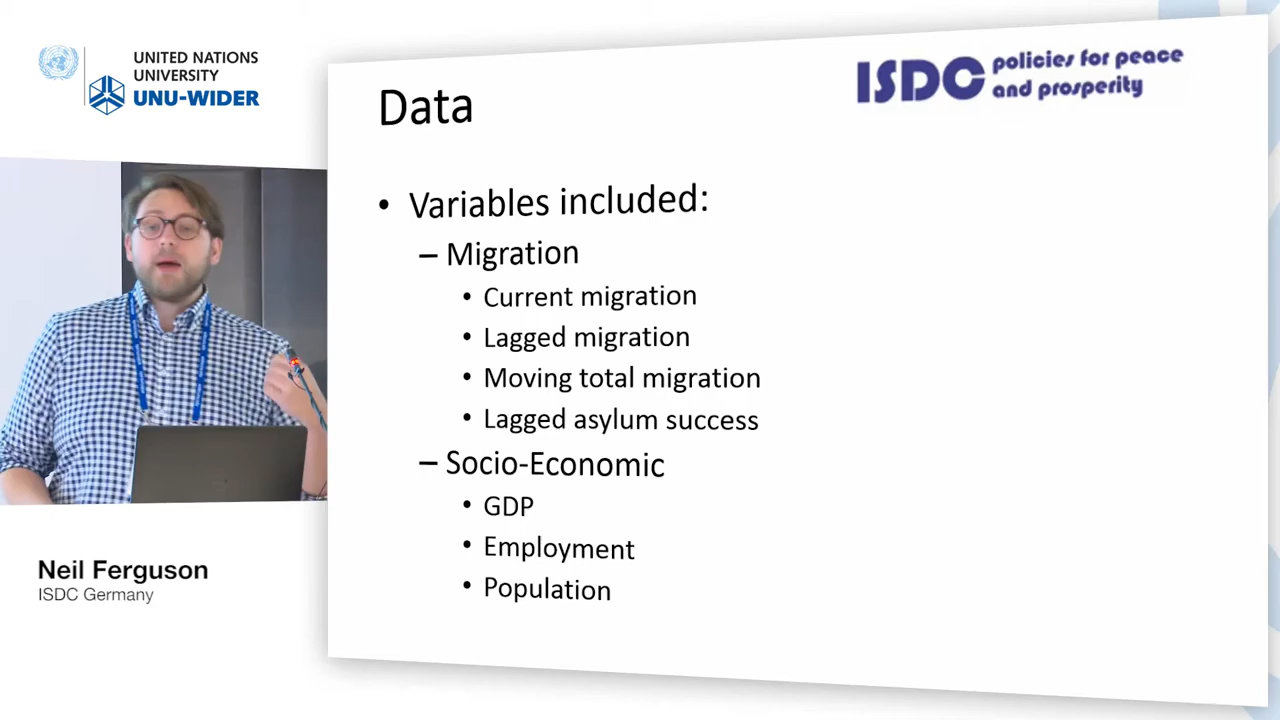 UNITED NATIONS
UNIVERSITY
UNU-WIDER
Neil Ferguson
ISDC Germany
ISDC policies for peace
and prosperity
Data
• Variables included:
– Migration
• Current migration
• Lagged migration
• Moving total migration
• Lagged asylum success
– Socio-Economic
• GDP
• Employment
• Population